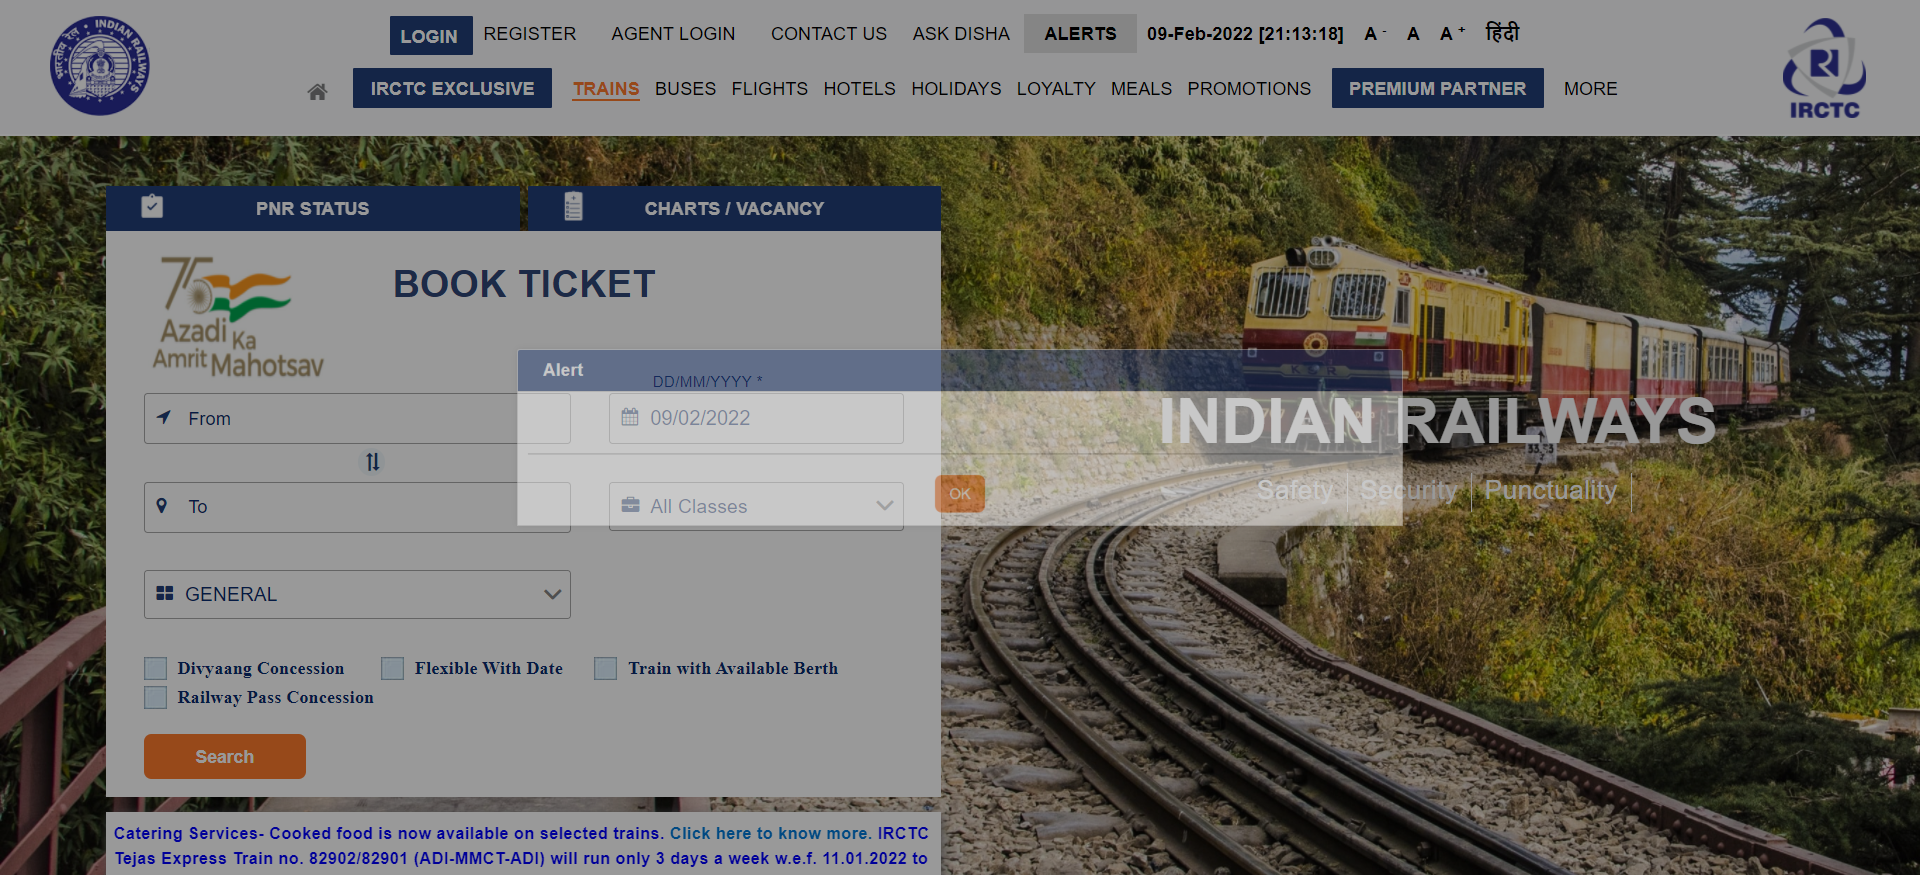 LOGIN REGISTER AGENT LOGIN CONTACT US ASK DISHA ALERTS 09-Feb-2022 [21:13:18] A - A A + हिंदी
INDIAN RAILWAYS
भारतीय रेल
IRCTC EXCLUSIVE TRAINS BUSES FLIGHTS HOTELS HOLIDAYS LOYALTY MEALS PROMOTIONS PREMIUM PARTNER MORE
IRCTC
PNR STATUS CHARTS / VACANCY
75
Azadi Ka
Amrit Mahotsav
BOOK TICKET
Alert
DD/MM/YYYY *
From 09/02/2022
To All Classes
OK
INDIAN RAILWAYS
Safety Security Punctuality
GENERAL
Divyaang Concession Flexible With Date Train with Available Berth
Railway Pass Concession
Search
Catering Services- Cooked food is now available on selected trains. Click here to know more. IRCTC
Tejas Express Train no. 82902/82901 (ADI-MMCT-ADI) will run only 3 days a week w.e.f. 11.01.2022 to